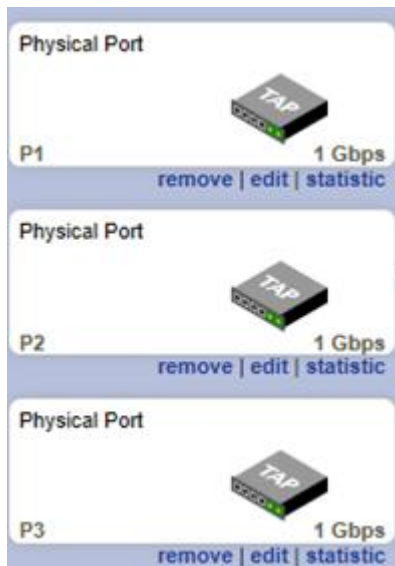 Physical Port
TAP
P1 1 Gbps
remove | edit | statistic
Physical Port
TAP
P2 1 Gbps
remove | edit | statistic
Physical Port
TAP
P3 1 Gbps
remove | edit | statistic